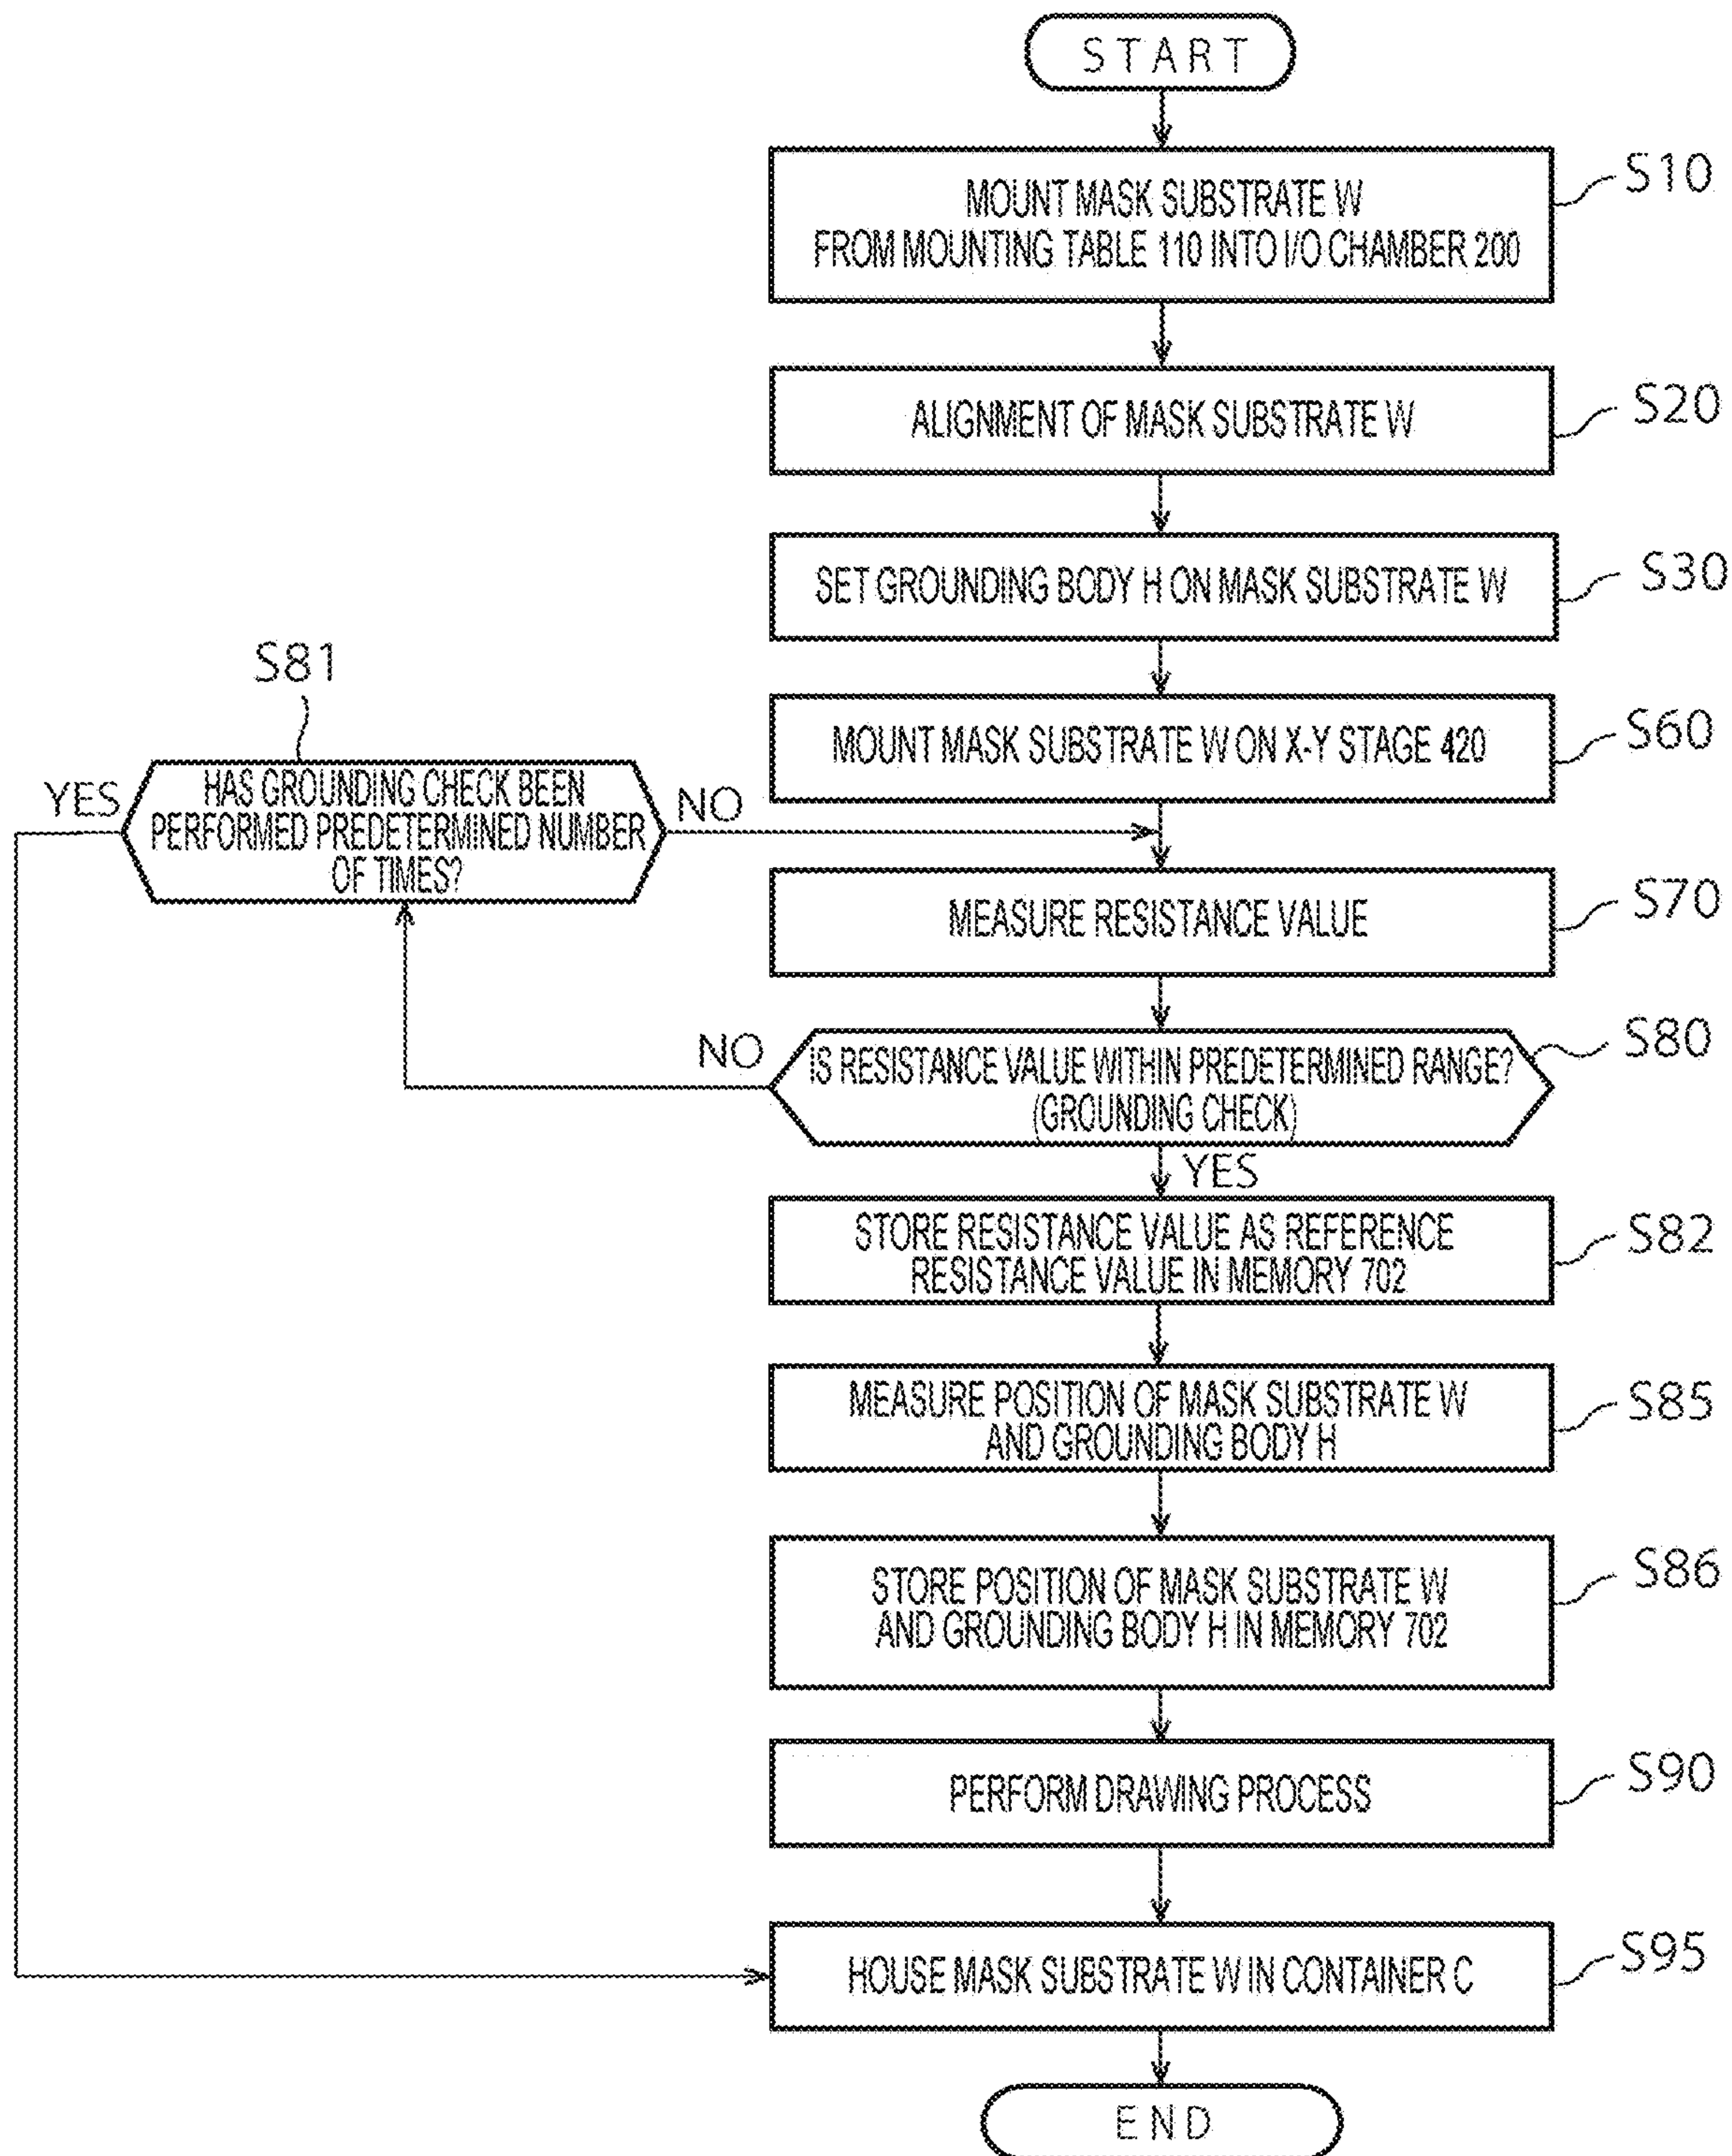 START
MOUNT MASK SUBSTRATE W
FROM MOUNTING TABLE 110 INTO I/O CHAMBER 200
S10
ALIGNMENT OF MASK SUBSTRATE W
S20
SET GROUNDING BODY H ON MASK SUBSTRATE W
S30
MOUNT MASK SUBSTRATE W ON X-Y STAGE 420
S60
S81
YES
HAS GROUNDING CHECK BEEN
PERFORMED PREDETERMINED NUMBER
OF TIMES?
NO
MEASURE RESISTANCE VALUE
S70
NO
IS RESISTANCE VALUE WITHIN PREDETERMINED RANGE?
(GROUNDING CHECK)
S80
YES
STORE RESISTANCE VALUE AS REFERENCE
RESISTANCE VALUE IN MEMORY 702
S82
MEASURE POSITION OF MASK SUBSTRATE W
AND GROUNDING BODY H
S85
STORE POSITION OF MASK SUBSTRATE W
AND GROUNDING BODY H IN MEMORY 702
S86
PERFORM DRAWING PROCESS
S90
HOUSE MASK SUBSTRATE W IN CONTAINER C
S95
END